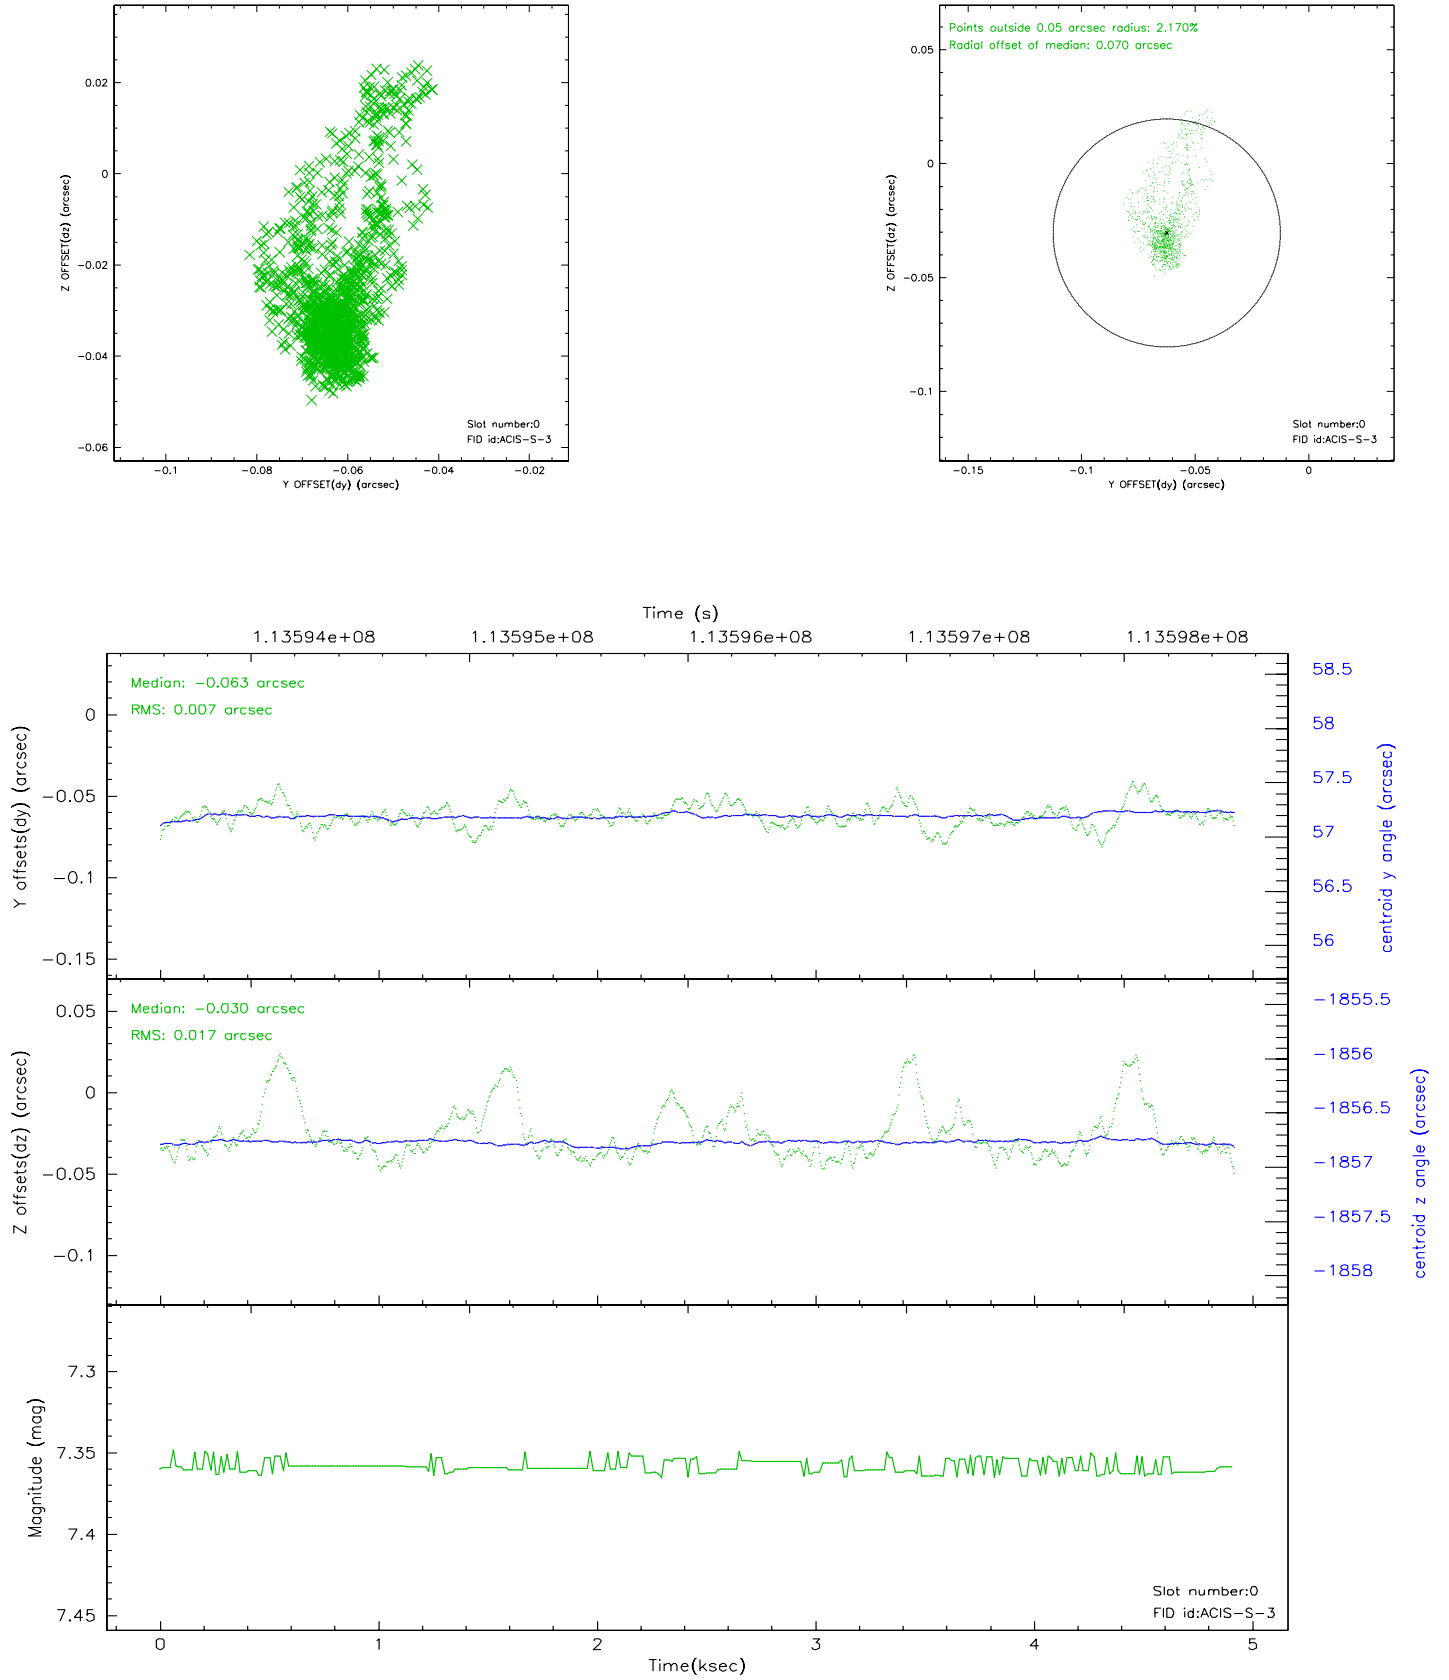 0.02
0
-0.02
-0.04
-0.06
Z OFFSET(dz) (arcsec)
Slot number:0
FID id:ACIS-S-3
-0.1
-0.08
-0.06
-0.04
-0.02
Y OFFSET(dy) (arcsec)
Points outside 0.05 arcsec radius: 2.170%
Radial offset of median: 0.070 arcsec
0.05
0
-0.05
-0.1
Z OFFSET(dz) (arcsec)
Slot number:0
FID id:ACIS-S-3
-0.15
-0.1
-0.05
0
Y OFFSET(dy) (arcsec)
Time (s)
1.13594e+08
1.13595e+08
1.13596e+08
1.13597e+08
1.13598e+08
Median: -0.063 arcsec
RMS: 0.007 arcsec
0
-0.05
-0.1
-0.15
Y offsets(dy) (arcsec)
58.5
58
57.5
57
56.5
56
centroid y angle (arcsec)
Median: -0.030 arcsec
RMS: 0.017 arcsec
0.05
0
-0.05
-0.1
Z offsets(dz) (arcsec)
-1855.5
-1856
-1856.5
-1857
-1857.5
-1858
centroid z angle (arcsec)
7.3
7.35
7.4
7.45
Magnitude (mag)
Slot number:0
FID id:ACIS-S-3
0
1
2
3
4
5
Time(ksec)